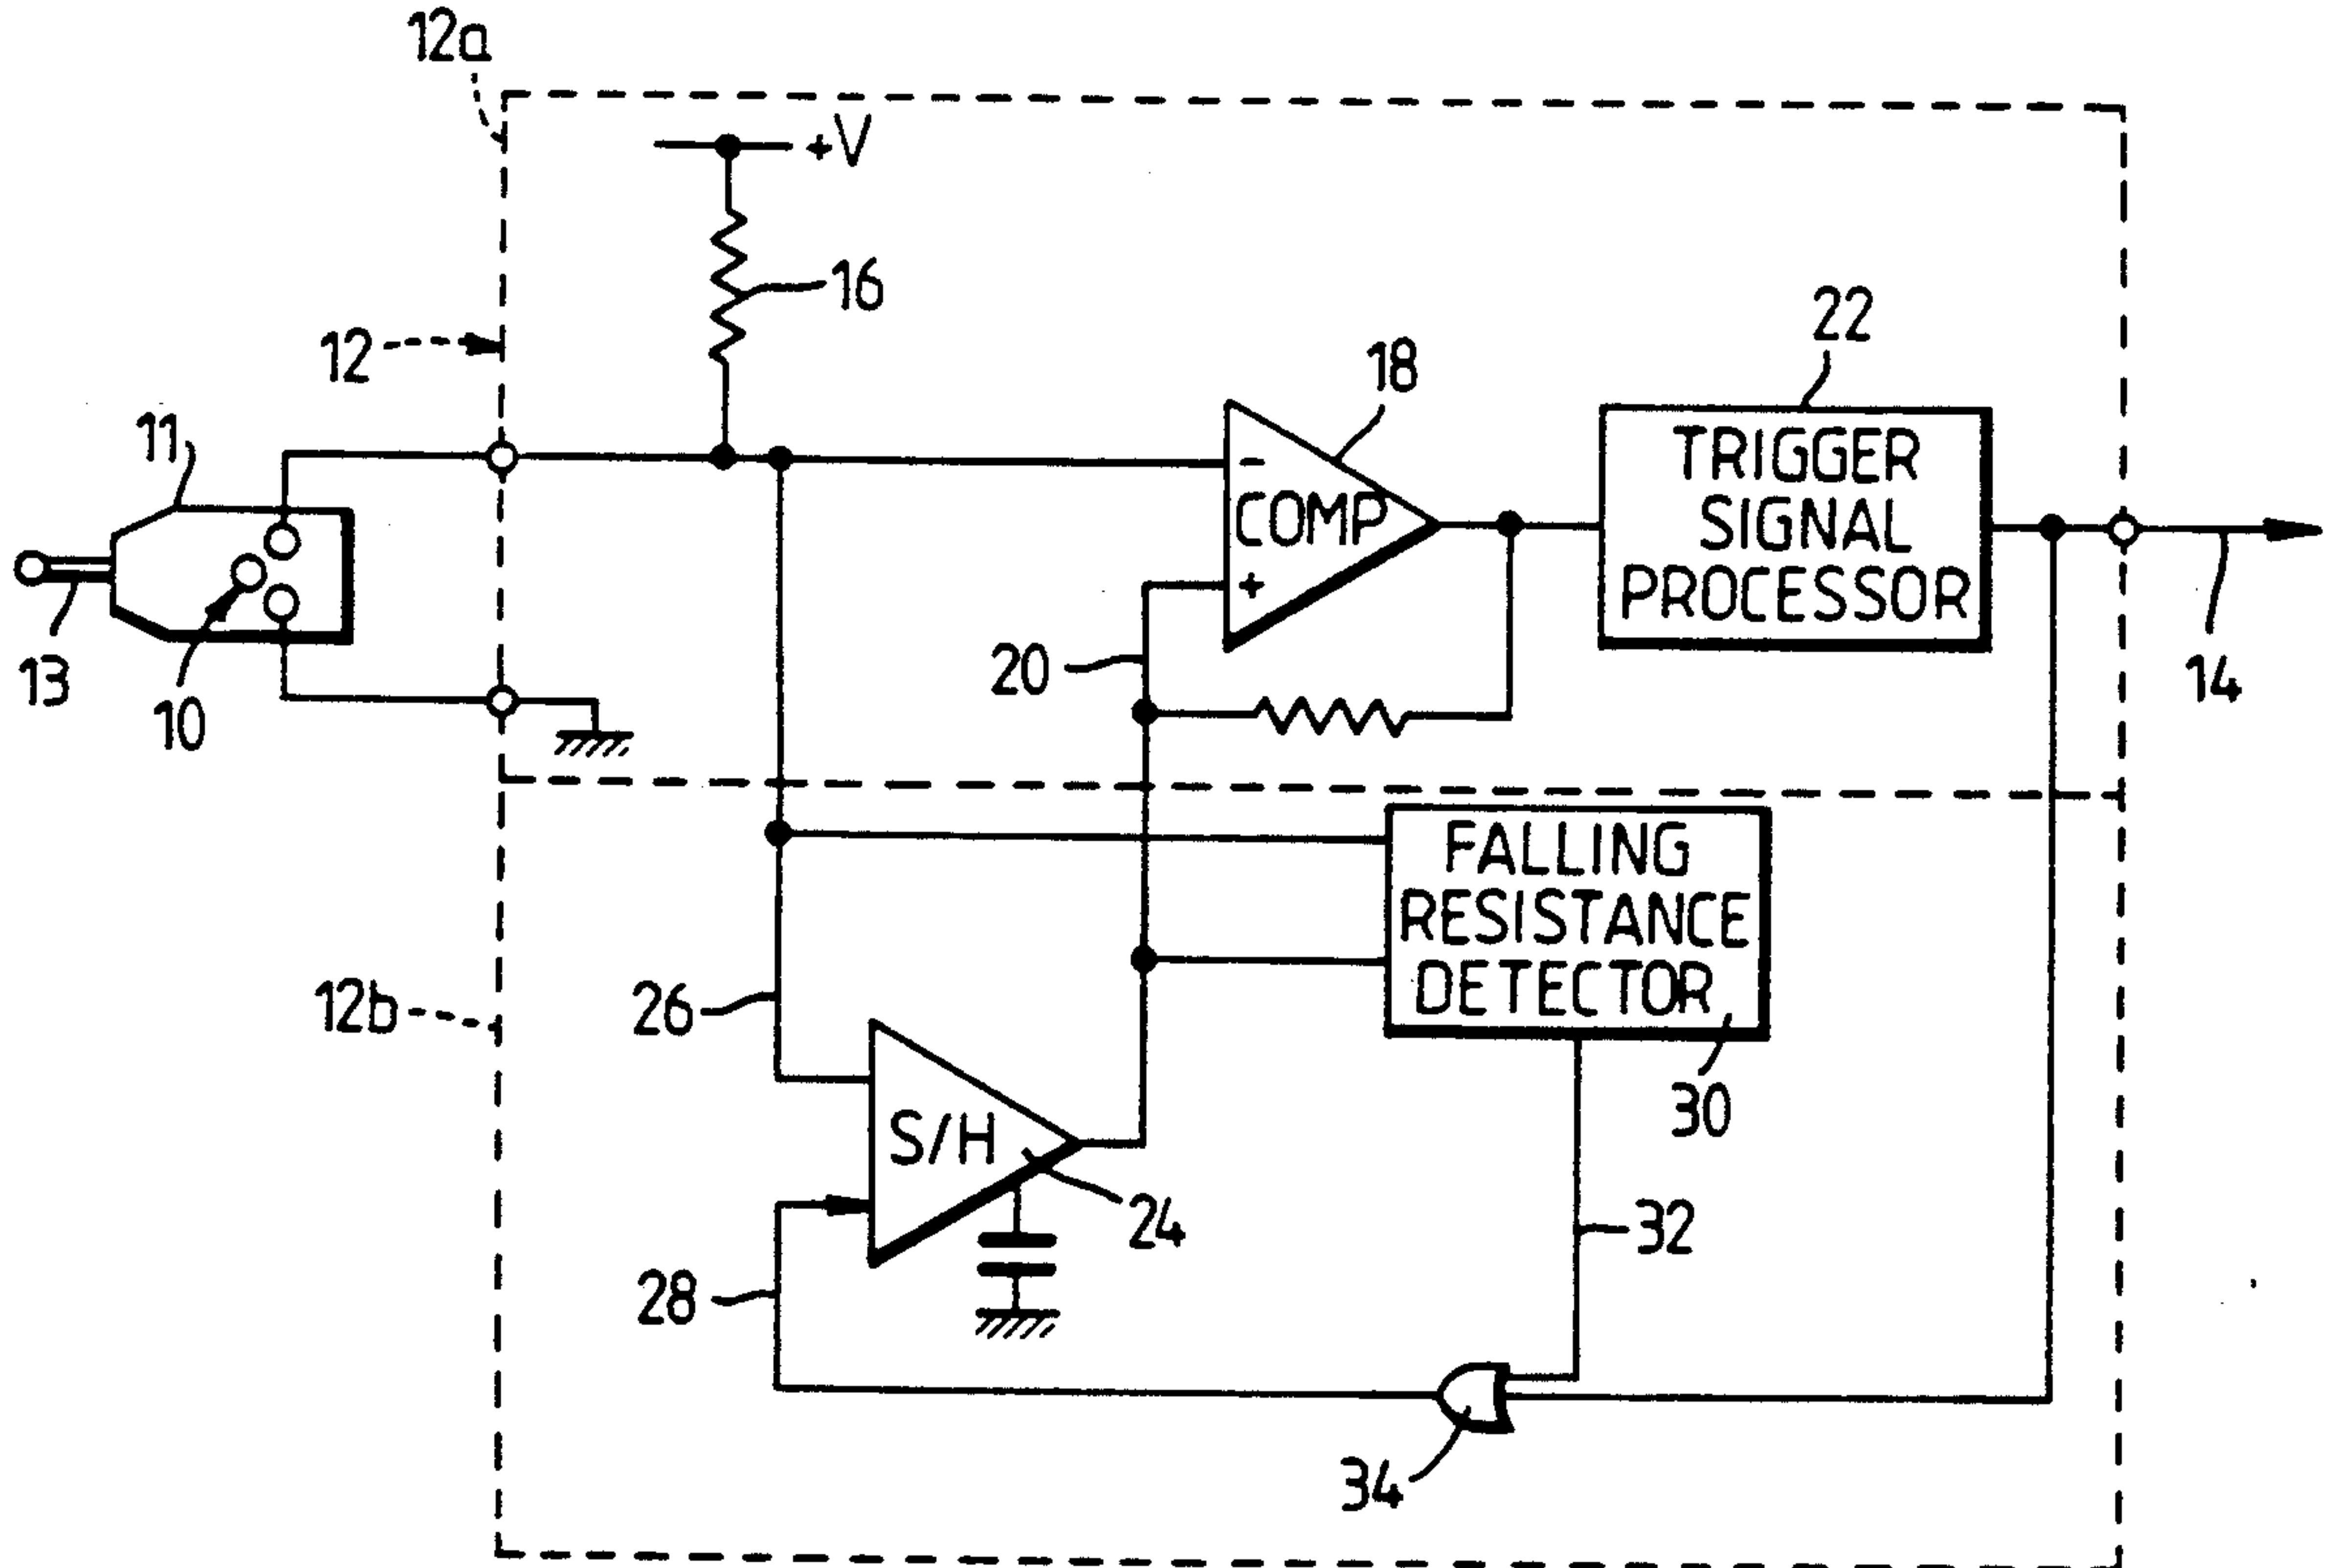 12a
+V
16
12
18
22
11
-
COMP
+
TRIGGER
SIGNAL
PROCESSOR
20
13
10
14
FALLING
RESISTANCE
DETECTOR
26
12b
30
S/H
24
32
28
34